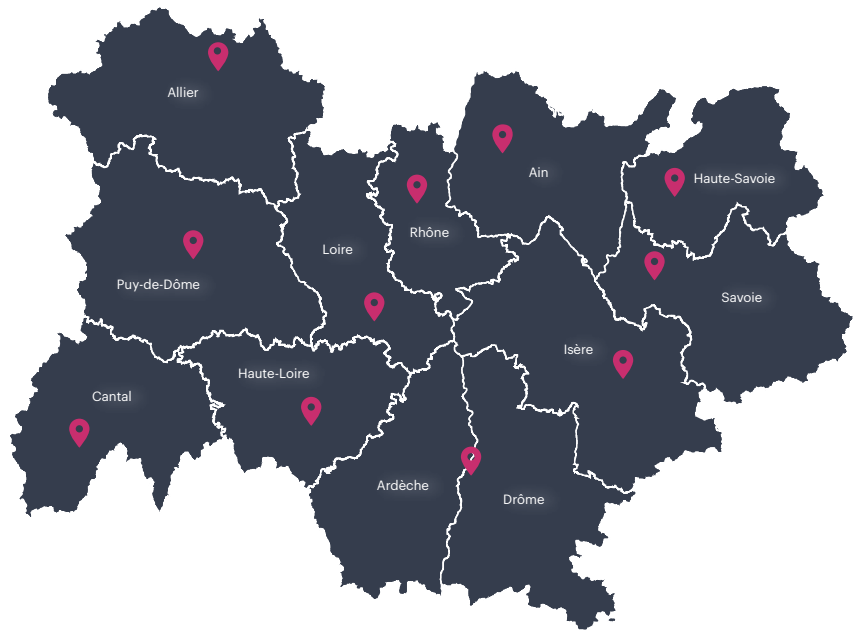 Allier
Ain
Haute-Savoie
Rhône
Loire
Puy-de-Dôme
Savoie
Isère
Haute-Loire
Cantal
Ardèche
Drôme